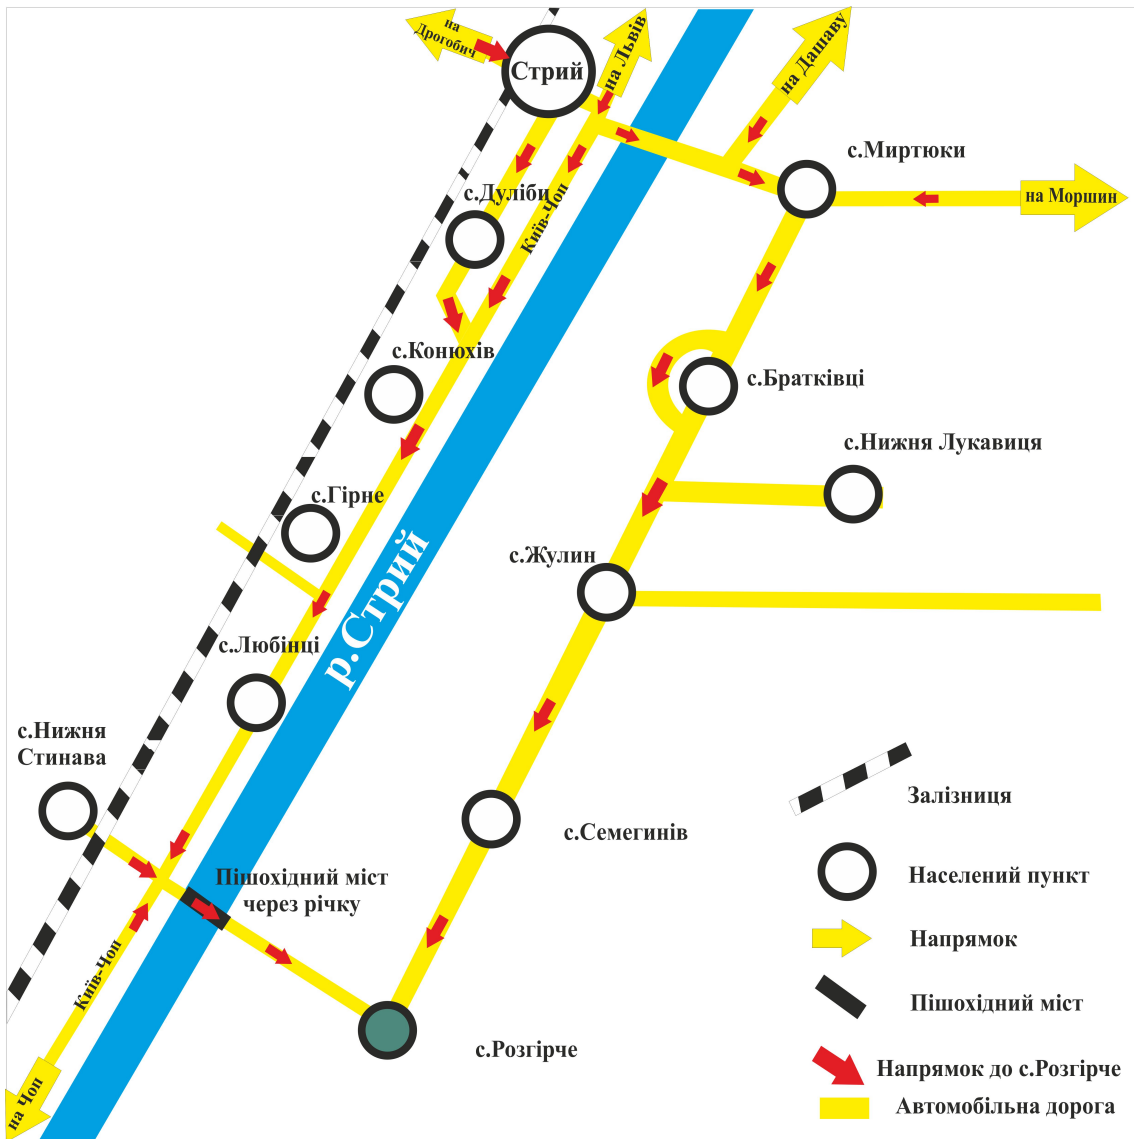 на
Дрогобич
Стрий
на Львів
на Дашаву
с.Миртюки
с.Дуліби
Київ-Чоп
на Моршин
с.Конюхів
с.Братківці
с.Нижня Лукавиця
с.Гірне
с.Жулин
р.Стрий
с.Любінці
с.Нижня
Стинава
Залізниця
с.Семегинів
Пішохідний міст
через річку
Населений пункт
Напрямок
Київ-Чоп
Пішохідний міст
с.Розгірче
Напрямок до с.Розгірче
на Чоп
Автомобільна дорога